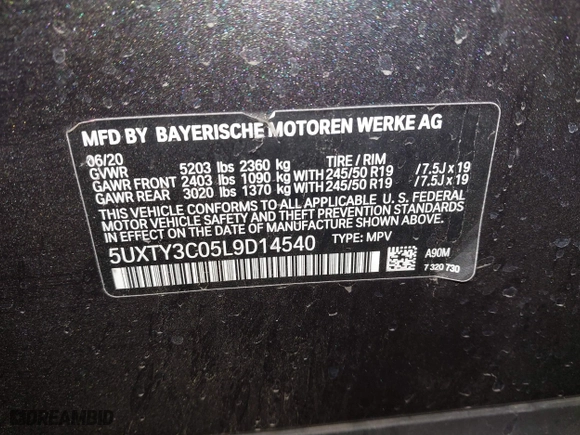 MFD BY BAYERISCHE MOTOREN WERKE AG
06/20 TIRE / RIM
GVWR 5203 lbs 2360 kg
GAWR FRONT 2403 lbs 1090 kg WITH 245/50 R19 /7.5J x 19
GAWR REAR 3020 lbs 1370 kg WITH 245/50 R19 /7.5J x 19
THIS VEHICLE CONFORMS TO ALL APPLICABLE U. S. FEDERAL
MOTOR VEHICLE SAFETY AND THEFT PREVENTION STANDARDS
IN EFFECT ON THE DATE OF MANUFACTURE SHOWN ABOVE.
5UXTY3C05L9D14540 TYPE: MPV
A90M
7 320 730
DREAMBID